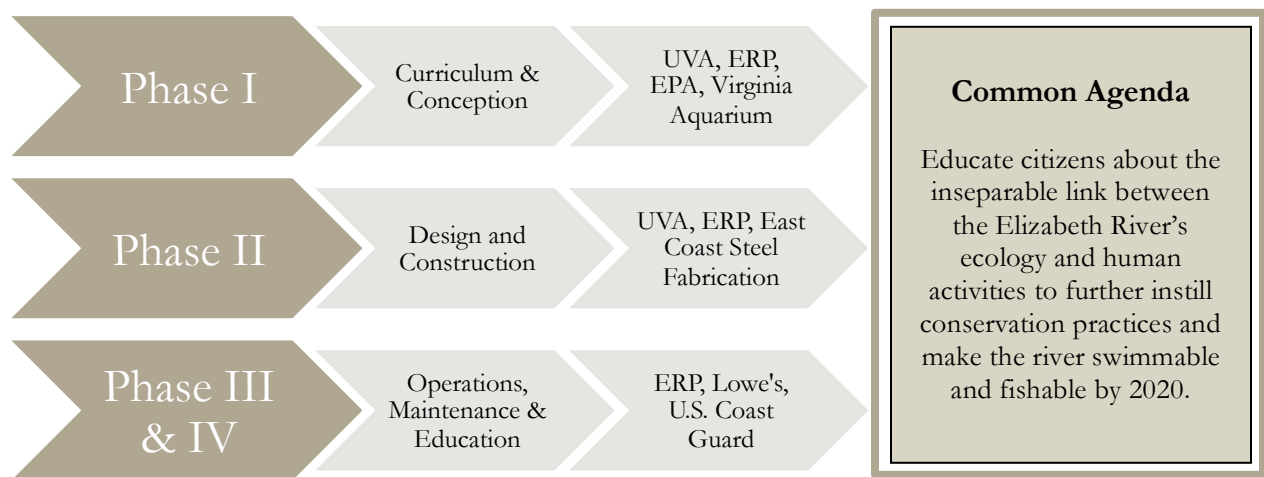 Phase I
Curriculum &
Conception
UVA, ERP,
EPA, Virginia
Aquarium
Phase II
Design and
Construction
UVA, ERP, East
Coast Steel
Fabrication
Phase III
& IV
Operations,
Maintenance &
Education
ERP, Lowe's,
U.S. Coast
Guard
Common Agenda
Educate citizens about the
inseparable link between
the Elizabeth River’s
ecology and human
activities to further instill
conservation practices and
make the river swimmable
and fishable by 2020.